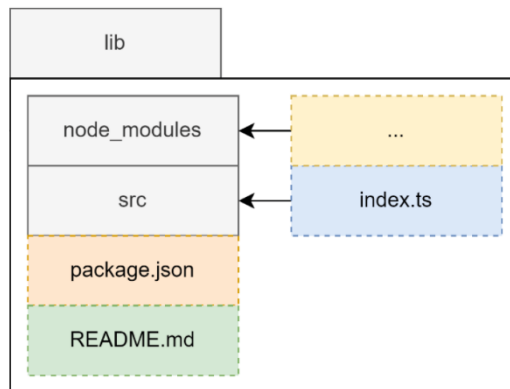 lib
node_modules
...
src
index.ts
package.json
README.md